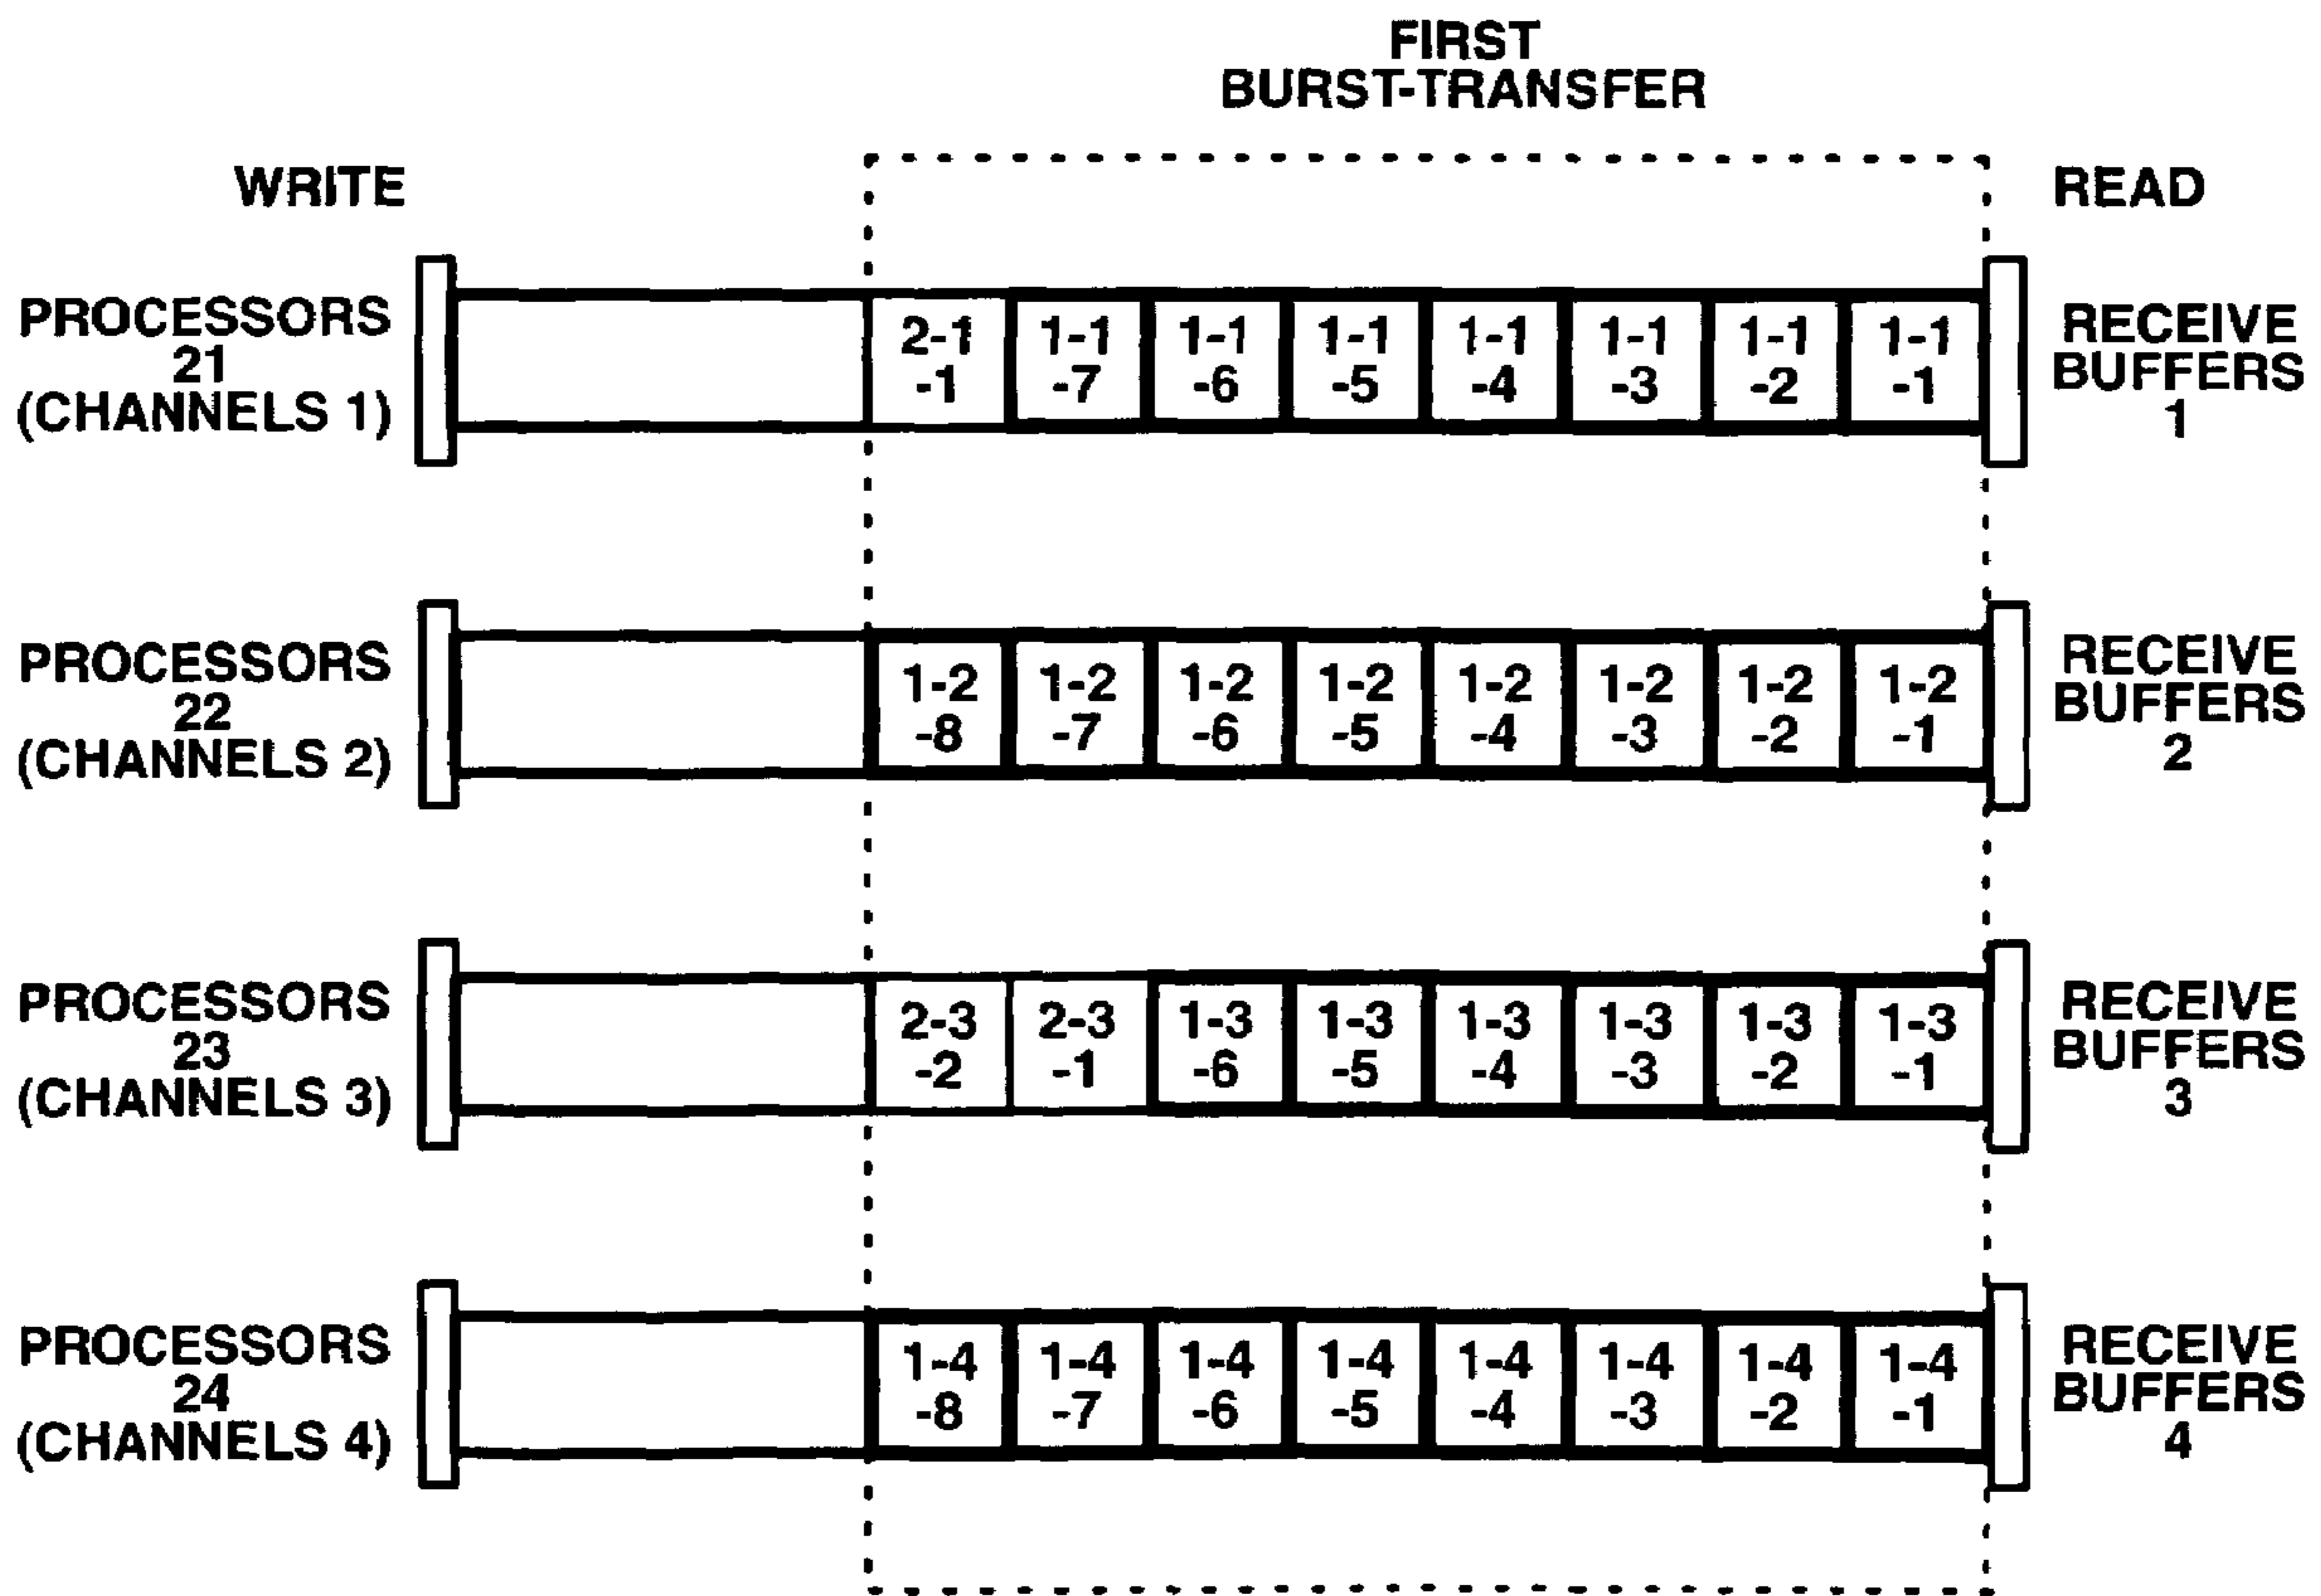 FIRST
BURST-TRANSFER
WRITE
READ
PROCESSORS
21
(CHANNELS 1)
2-1 1-1 1-1 1-1 1-1 1-1 1-1 1-1
-1 -7 -6 -5 -4 -3 -2 -1
RECEIVE
BUFFERS
1
PROCESSORS
22
(CHANNELS 2)
1-2 1-2 1-2 1-2 1-2 1-2 1-2 1-2
-8 -7 -6 -5 -4 -3 -2 -1
RECEIVE
BUFFERS
2
PROCESSORS
23
(CHANNELS 3)
2-3 2-3 1-3 1-3 1-3 1-3 1-3 1-3
-2 -1 -6 -5 -4 -3 -2 -1
RECEIVE
BUFFERS
3
PROCESSORS
24
(CHANNELS 4)
1-4 1-4 1-4 1-4 1-4 1-4 1-4 1-4
-8 -7 -6 -5 -4 -3 -2 -1
RECEIVE
BUFFERS
4